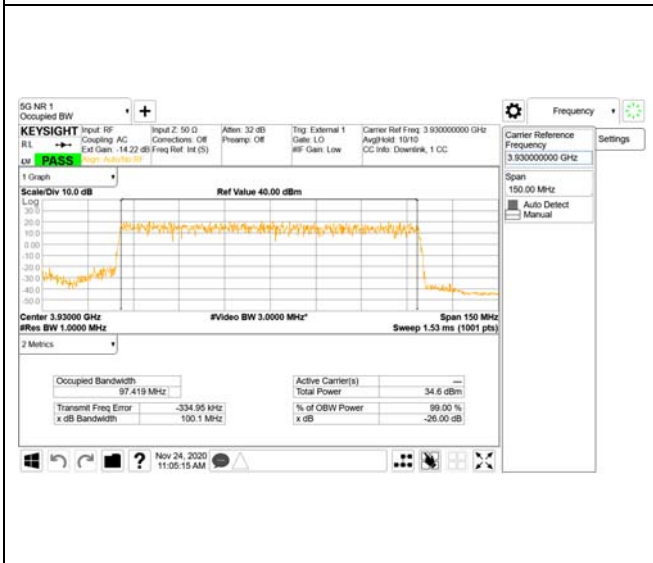 5G NR 1
Occupied BW
+
Frequency
KEYSIGHT Input: RF Input Z: 50 Ω Atten: 32 dB Trig: External 1 Carrier Ref Freq: 3.930000000 GHz
RL Coupling: AC Corrections: Off Preamp: Off Gate: LO Avg|Hold: 10/10
Ext Gain: -14.22 dB Freq Ref: Int (S) #IF Gain: Low CC Info: Downlink, 1 CC
PASS Align: Auto/No RF
Carrier Reference
Frequency
3.930000000 GHz
Settings
Span
150.00 MHz
Auto Detect
Manual
1 Graph
Scale/Div 10.0 dB Ref Value 40.00 dBm
Log
30.0
20.0
10.0
0.00
-10.0
-20.0
-30.0
-40.0
-50.0
Center 3.93000 GHz #Video BW 3.0000 MHz* Span 150 MHz
#Res BW 1.0000 MHz Sweep 1.53 ms (1001 pts)
2 Metrics
Occupied Bandwidth Active Carrier(s) ---
97.419 MHz Total Power 34.6 dBm
Transmit Freq Error -334.95 kHz % of OBW Power 99.00 %
x dB Bandwidth 100.1 MHz x dB -26.00 dB
? Nov 24, 2020
11:05:15 AM